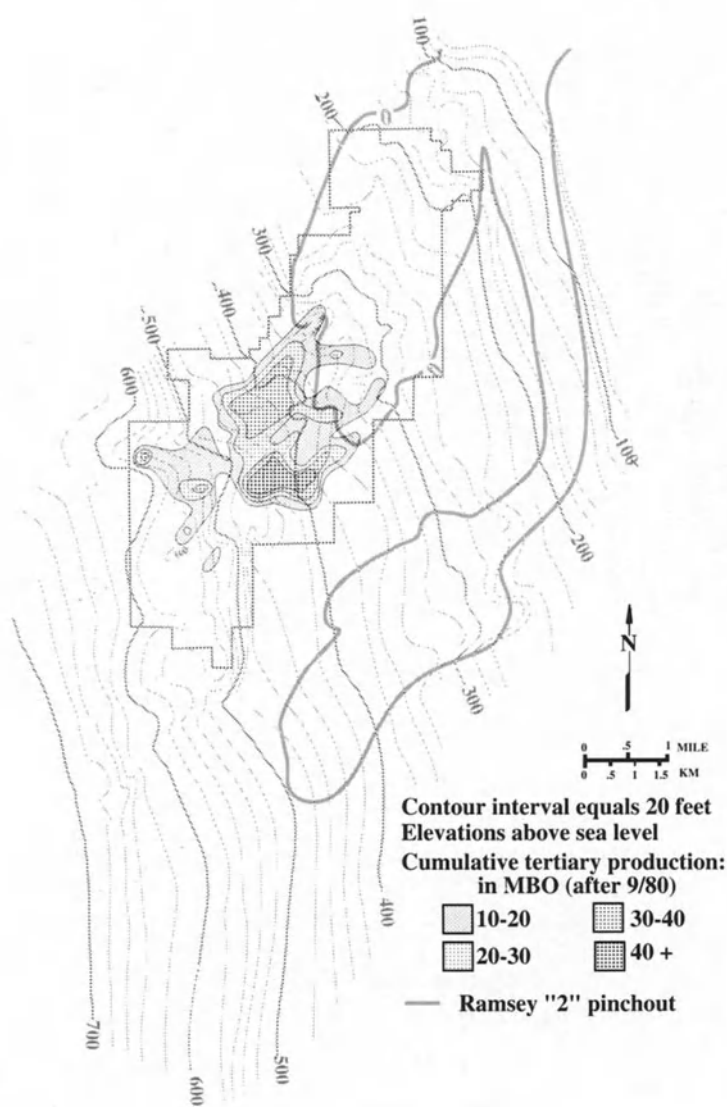 100
200
0
300
400
500
600
0
100
200
N
300
0 .5 1 MILE
0 .5 1 1.5 KM
Contour interval equals 20 feet
Elevations above sea level
Cumulative tertiary production:
in MBO (after 9/80)
10-20 30-40
20-30 40 +
400
Ramsey "2" pinchout
700
500
600